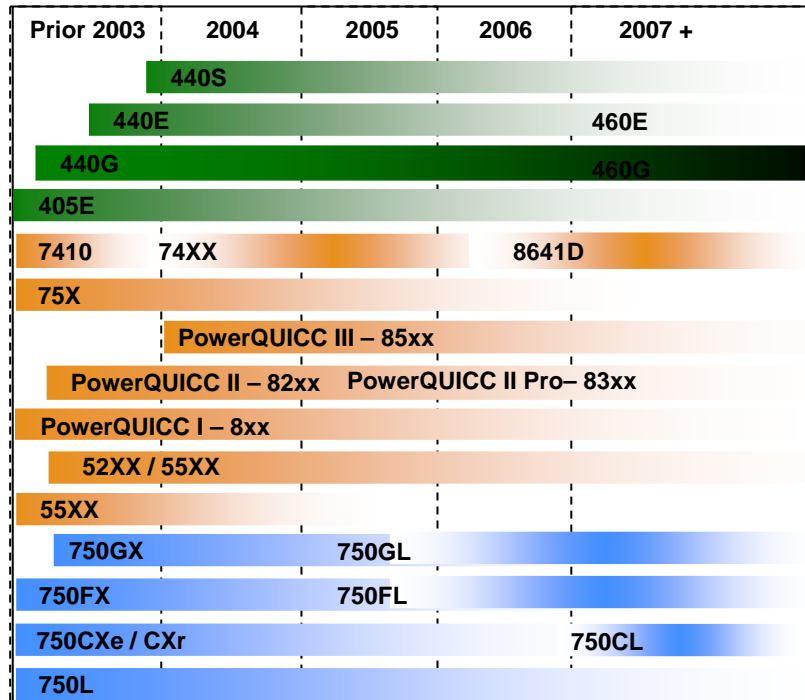 Prior 2003 2004 2005 2006 2007 +
440S
440E 460E
440G 460G
405E
7410 74XX 8641D
75X
PowerQUICC III – 85xx
PowerQUICC II – 82xx PowerQUICC II Pro– 83xx
PowerQUICC I – 8xx
52XX / 55XX
55XX
750GX 750GL
750FX 750FL
750CXe / CXr 750CL
750L